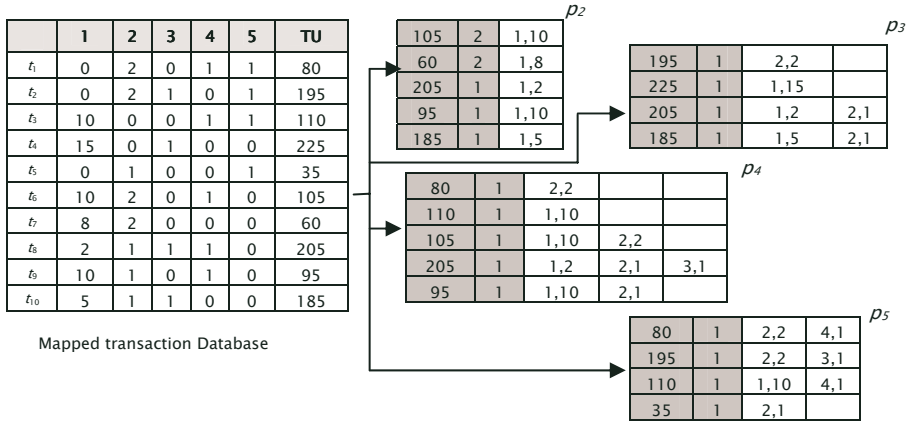 1 2 3 4 5 TU
t1 0 2 0 1 1 80
t2 0 2 1 0 1 195
t3 10 0 0 1 1 110
t4 15 0 1 0 0 225
t5 0 1 0 0 1 35
t6 10 2 0 1 0 105
t7 8 2 0 0 0 60
t8 2 1 1 1 0 205
t9 10 1 0 1 0 95
t10 5 1 1 0 0 185
Mapped transaction Database
p2
105 2 1,10
60 2 1,8
205 1 1,2
95 1 1,10
185 1 1,5
p3
195 1 2,2
225 1 1,15
205 1 1,2 2,1
185 1 1,5 2,1
p4
80 1 2,2
110 1 1,10
105 1 1,10 2,2
205 1 1,2 2,1 3,1
95 1 1,10 2,1
p5
80 1 2,2 4,1
195 1 2,2 3,1
110 1 1,10 4,1
35 1 2,1